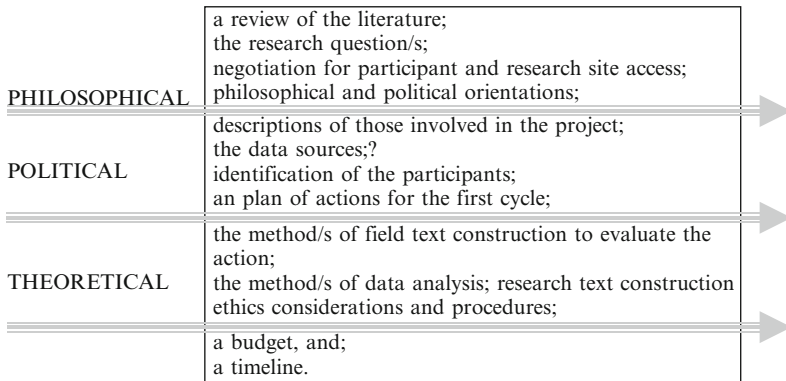 a review of the literature;
the research question/s;
negotiation for participant and research site access;
PHILOSOPHICAL philosophical and political orientations;
descriptions of those involved in the project;
the data sources;?
POLITICAL identification of the participants;
an plan of actions for the first cycle;
the method/s of field text construction to evaluate the
action;
THEORETICAL the method/s of data analysis; research text construction
ethics considerations and procedures;
a budget, and;
a timeline.